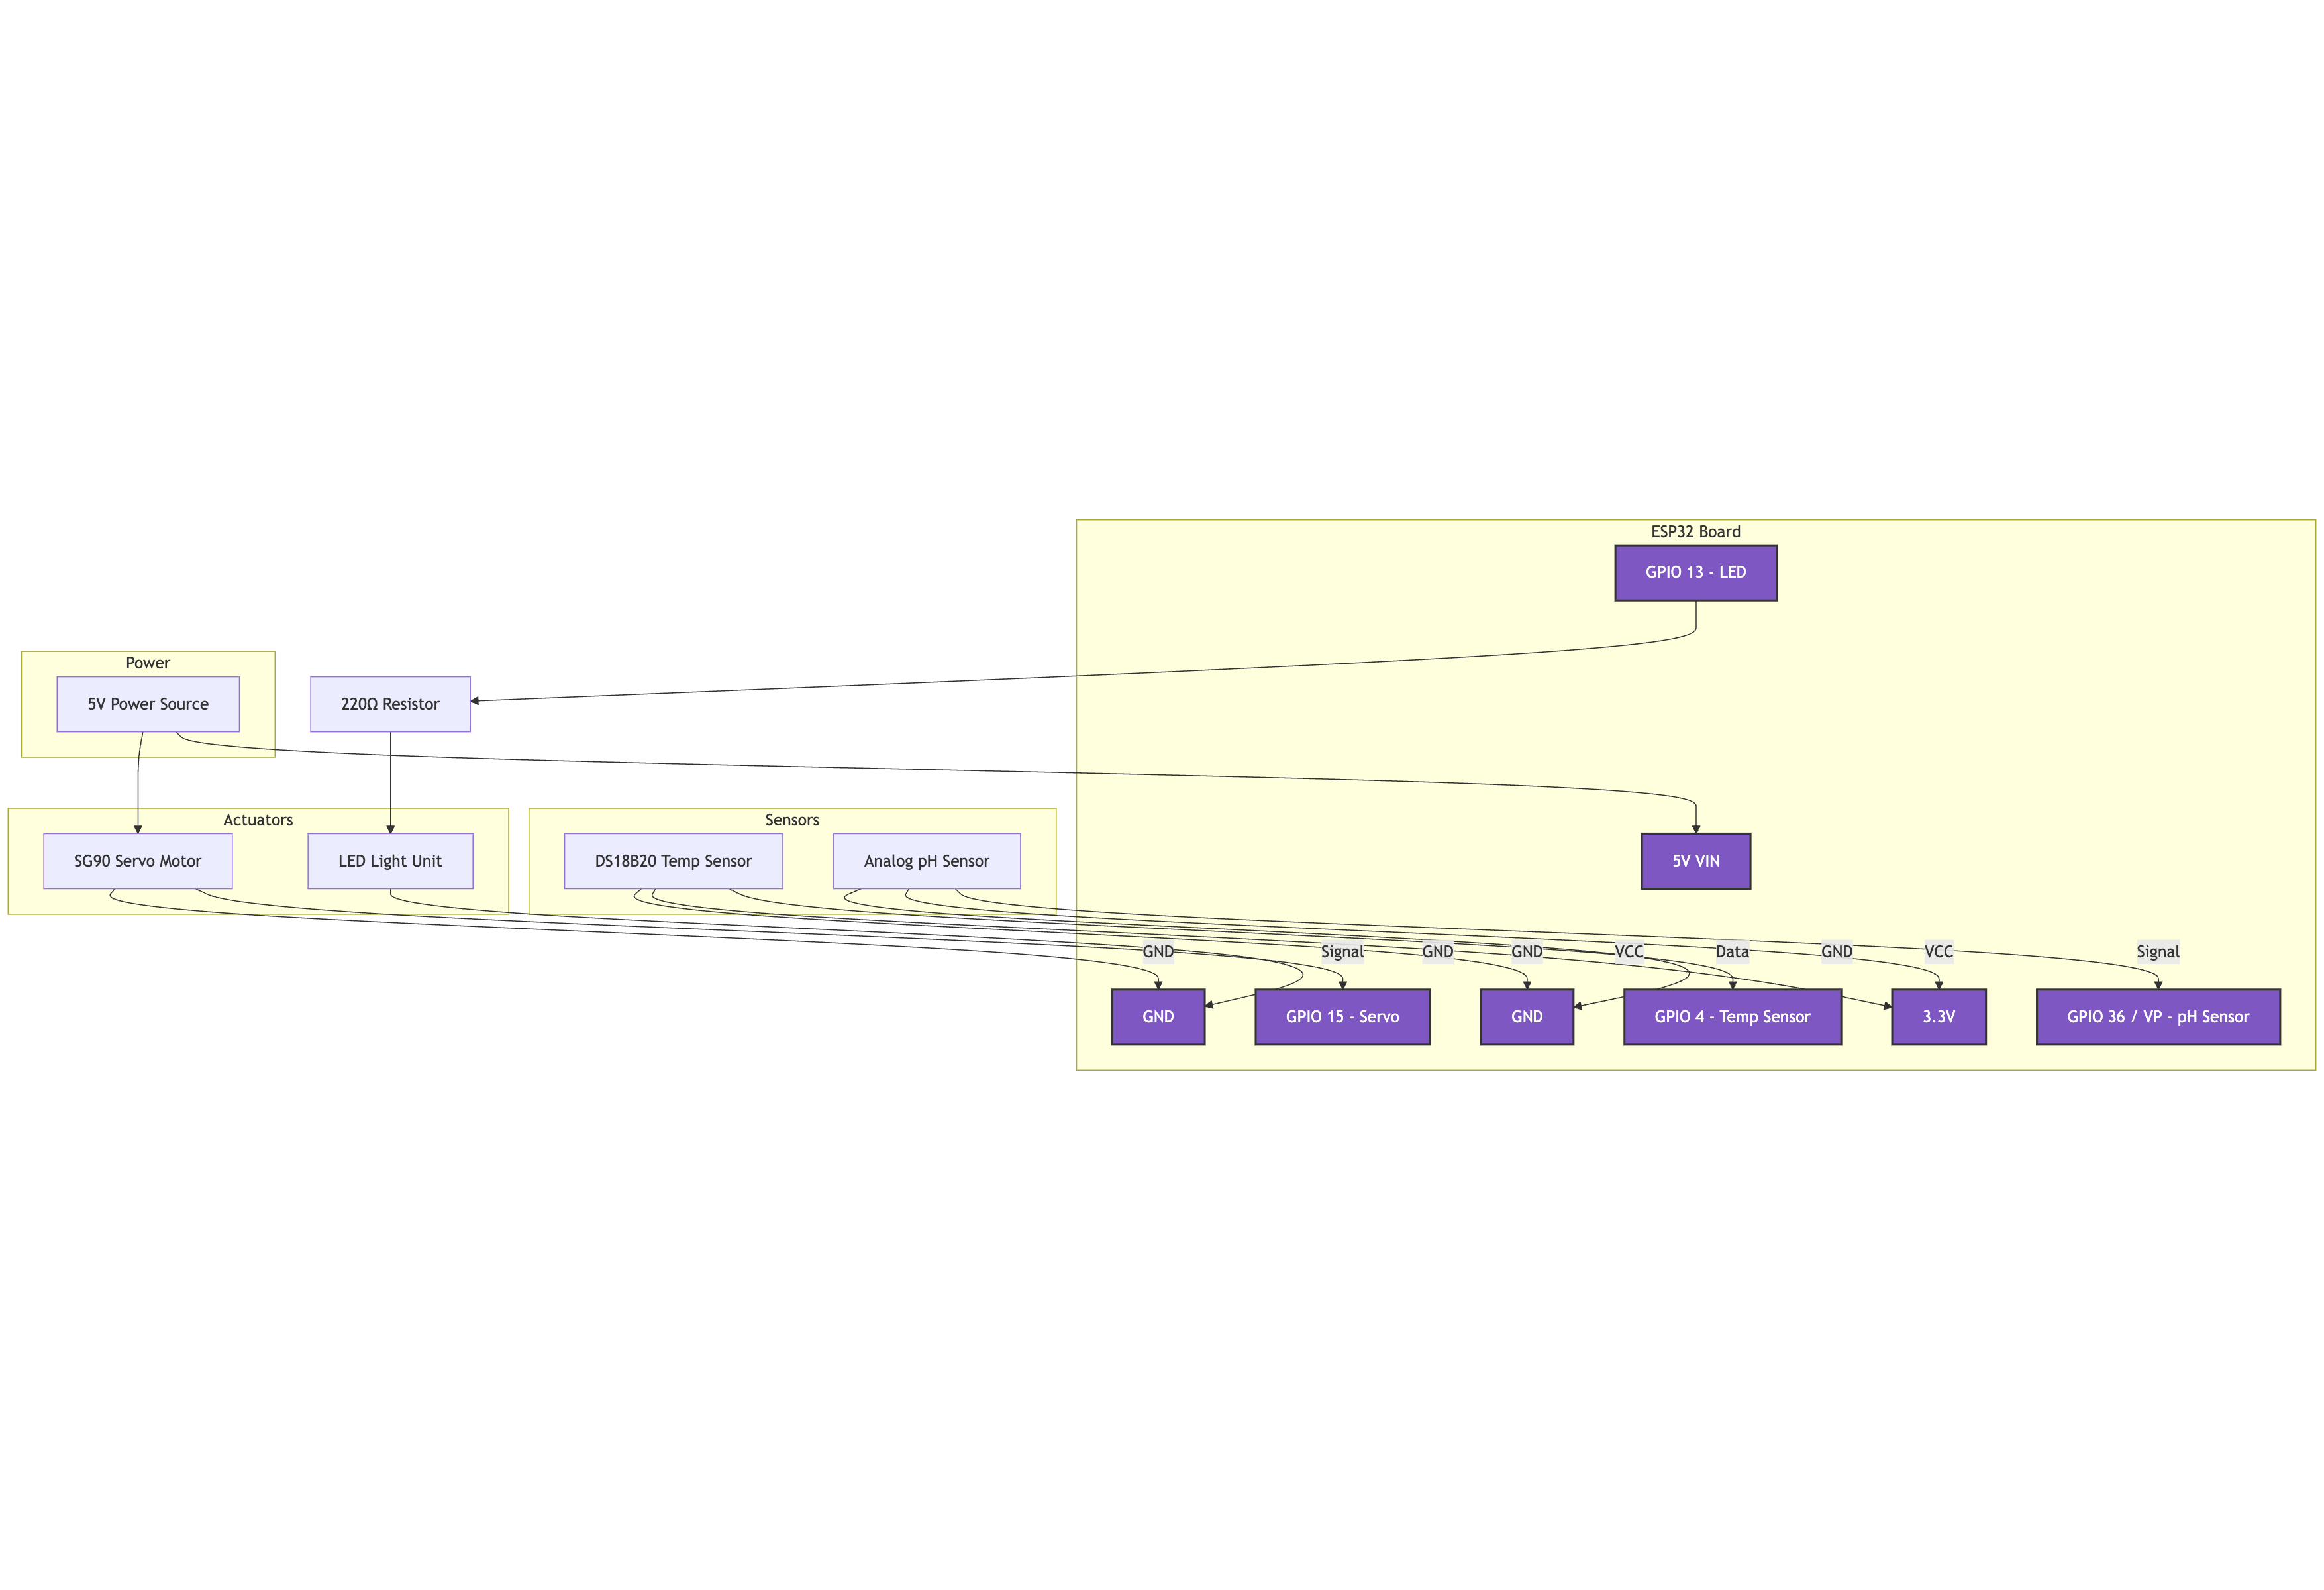 ESP32 Board
GPIO 13 - LED
Power
5V Power Source
220Ω Resistor
Actuators
SG90 Servo Motor
LED Light Unit
Sensors
DS18B20 Temp Sensor
Analog pH Sensor
5V VIN
GND
Signal
GND
GND
VCC
Data
GND
VCC
Signal
GND
GPIO 15 - Servo
GND
GPIO 4 - Temp Sensor
3.3V
GPIO 36 / VP - pH Sensor